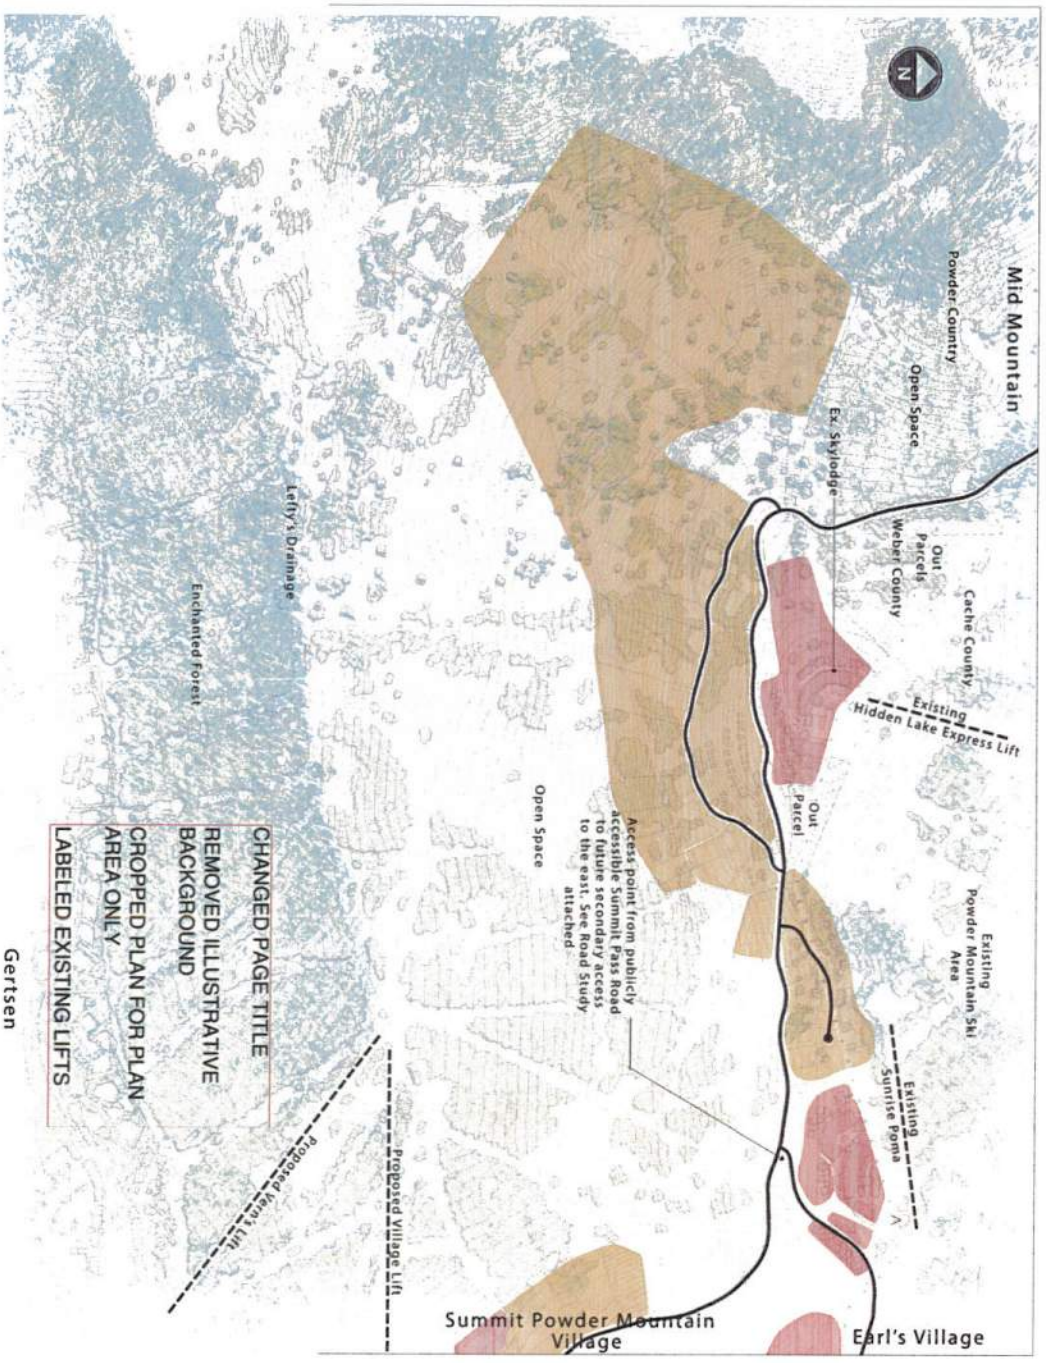 N
Mid Mountain
Powder Country
Open Space
Ex. Skylodge
Out
Parcels
Weber County
Cache County
Existing
Hidden Lake Express Lift
Out
Parcel
Existing
Powder Mountain Ski
Area
Existing
Sunrise Poma
Access point from publicly
accessible Summit Pass Road
to future secondary access
to the east. See Road Study
attached
Open Space
Lefty's Drainage
Enchanted Forest
CHANGED PAGE TITLE
REMOVED ILLUSTRATIVE
BACKGROUND
CROPPED PLAN FOR PLAN
AREA ONLY
LABELED EXISTING LIFTS
Proposed Vern's Lift
Proposed Village Lift
Summit Powder Mountain
Village
Earl's Village
Gertsen